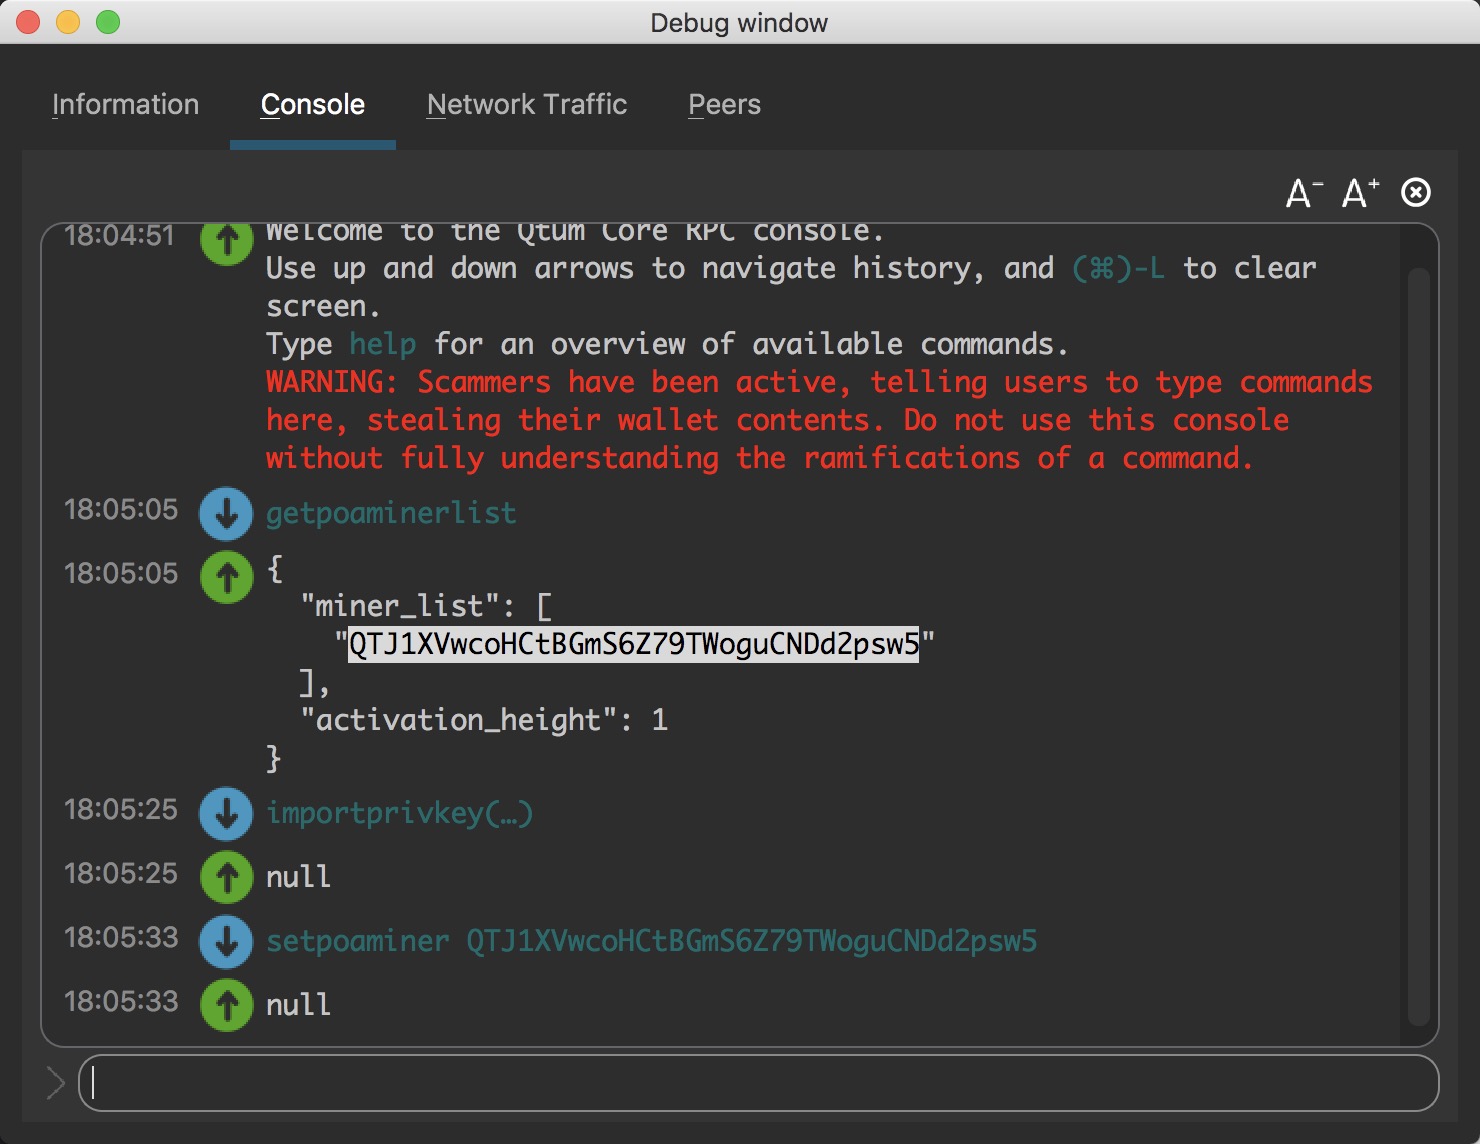 Debug window
Information Console Network Traffic Peers
A⁻ A⁺
18:04:51 Welcome to the Qtum Core RPC console.
Use up and down arrows to navigate history, and (⌘)-L to clear
screen.
Type help for an overview of available commands.
WARNING: Scammers have been active, telling users to type commands
here, stealing their wallet contents. Do not use this console
without fully understanding the ramifications of a command.
18:05:05 getpoaminerlist
18:05:05 {
"miner_list": [
"QTJ1XVwcoHCtBGmS6Z79TWoguCNDd2psw5"
],
"activation_height": 1
}
18:05:25 importprivkey(…)
18:05:25 null
18:05:33 setpoaminer QTJ1XVwcoHCtBGmS6Z79TWoguCNDd2psw5
18:05:33 null